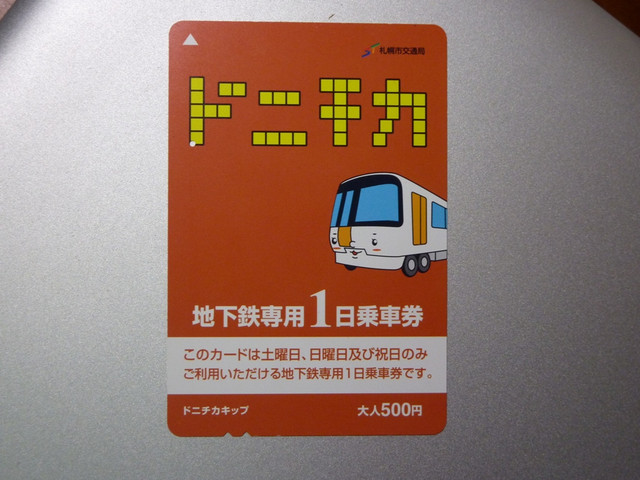 札幌市交通局
ドニチカ
地下鉄専用1日乗車券
このカードは土曜日、日曜日及び祝日のみ
ご利用いただける地下鉄専用1日乗車券です。
ドニチカキップ 大人500円